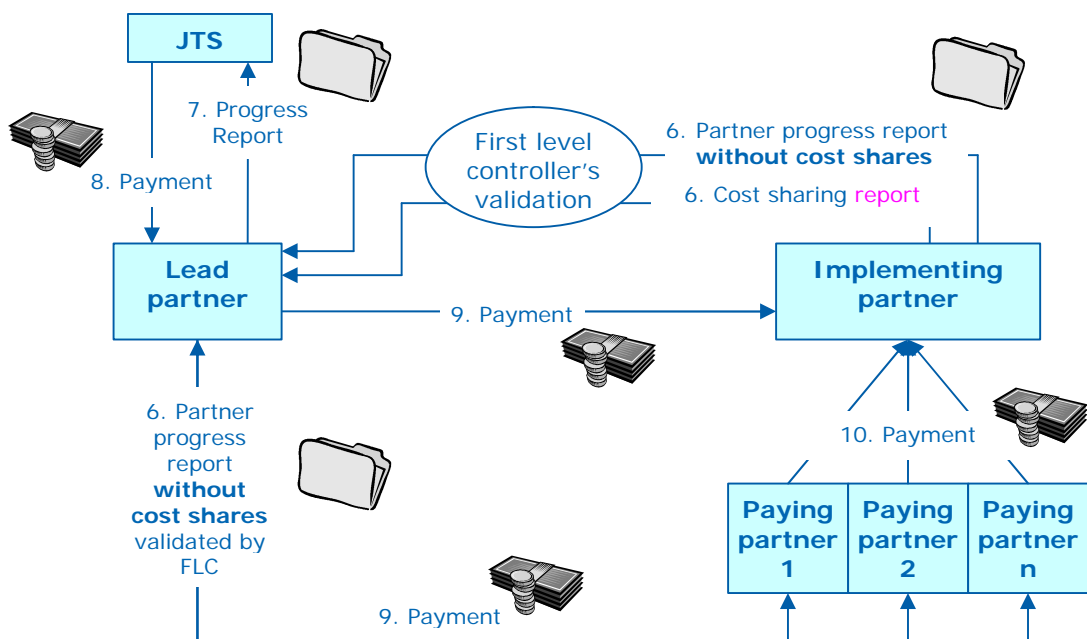 JTS
7. Progress
Report
8. Payment
First level
controller's
validation
6. Partner progress report
without cost shares
6. Cost sharing report
Lead
partner
Implementing
partner
9. Payment
6. Partner
progress
report
without
cost shares
validated by
FLC
10. Payment
Paying
partner
1
Paying
partner
2
Paying
partner
n
9. Payment